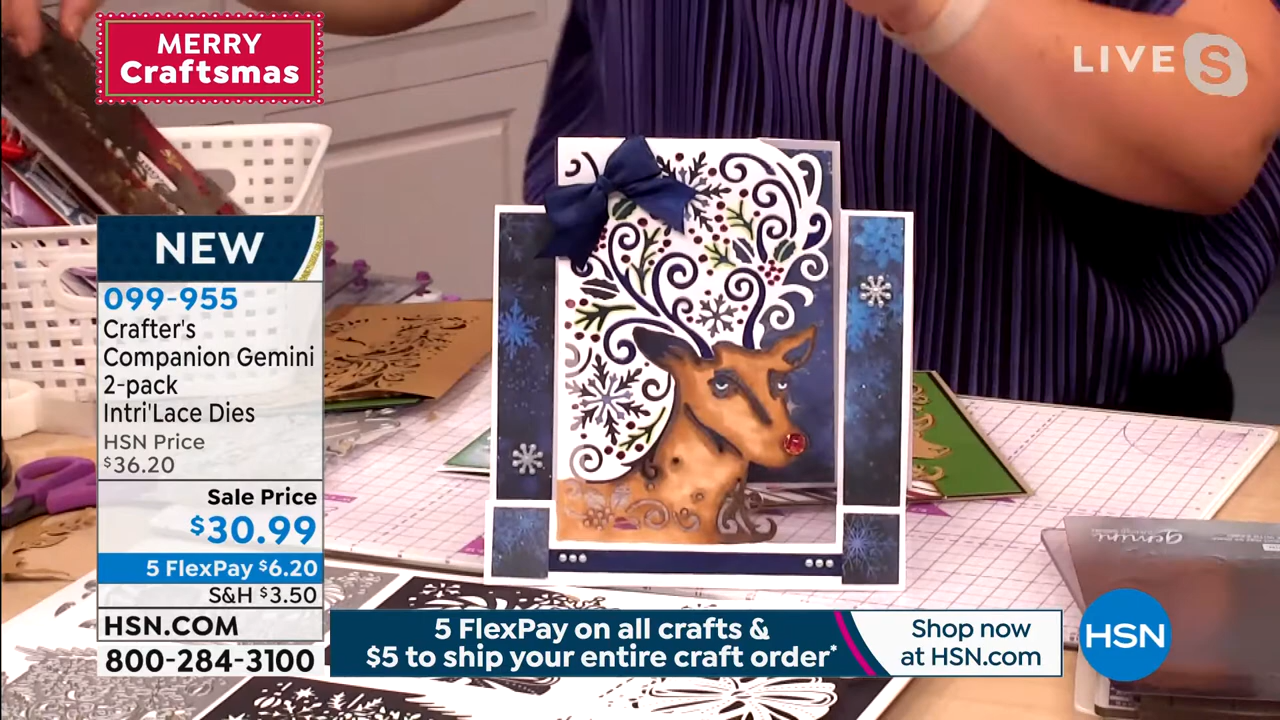 MERRY
Craftsmas
LIVE S
NEW
099-955
Crafter's
Companion Gemini
2-pack
Intri'Lace Dies
HSN Price
$36.20
Sale Price
$30.99
5 FlexPay $6.20
S&H $3.50
HSN.COM
800-284-3100
5 FlexPay on all crafts &
$5 to ship your entire craft order*
Shop now
at HSN.com
HSN
gemini